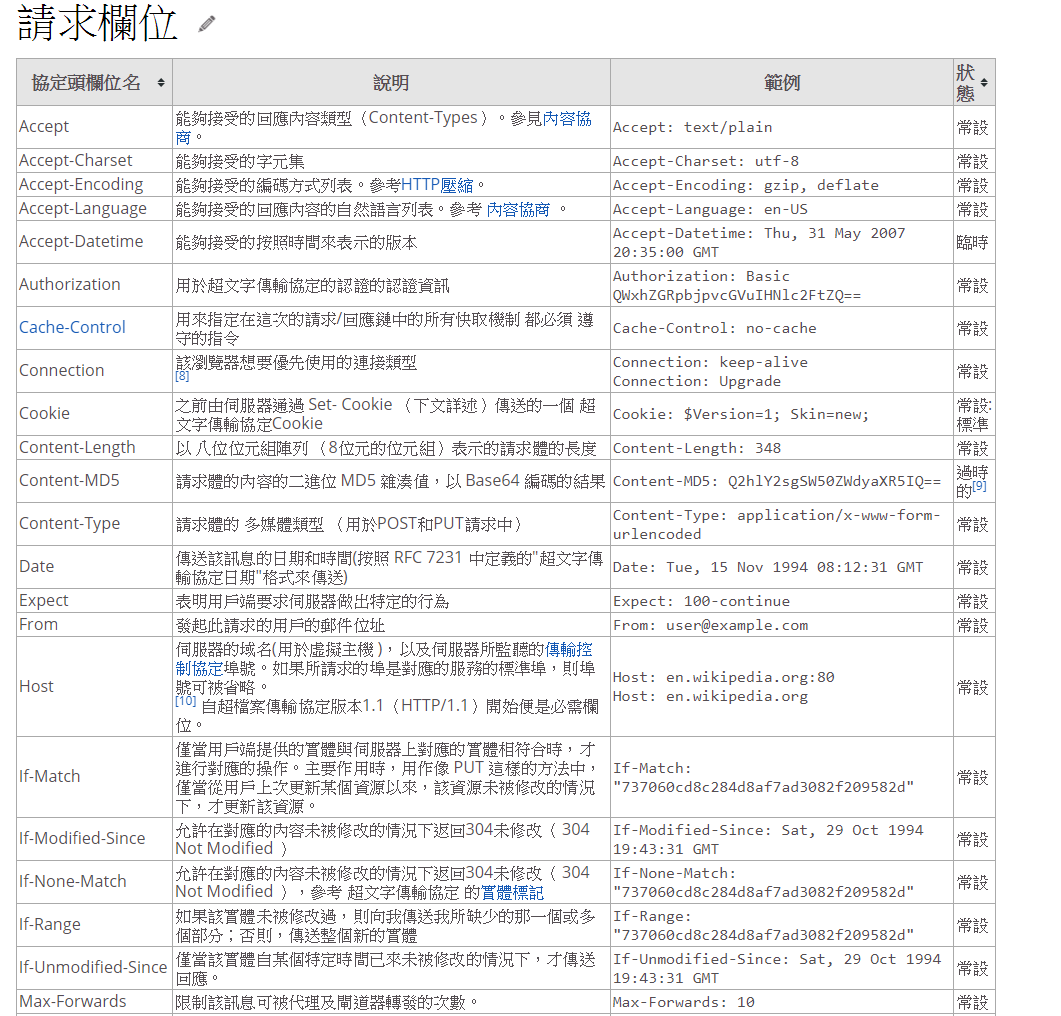 請求欄位
協定頭欄位名 說明 範例 狀
態
Accept 能夠接受的回應內容類型（Content-Types）。參見內容協
商。 Accept: text/plain 常設
Accept-Charset 能夠接受的字元集 Accept-Charset: utf-8 常設
Accept-Encoding 能夠接受的編碼方式列表。參考HTTP壓縮。 Accept-Encoding: gzip, deflate 常設
Accept-Language 能夠接受的回應內容的自然語言列表。參考 內容協商 。 Accept-Language: en-US 常設
Accept-Datetime 能夠接受的按照時間來表示的版本 Accept-Datetime: Thu, 31 May 2007
20:35:00 GMT 臨時
Authorization 用於超文字傳輸協定的認證的認證資訊 Authorization: Basic
QWxhZGRpbjpvcGVuIHNlc2FtZQ== 常設
Cache-Control 用來指定在這次的請求/回應鏈中的所有快取機制 都必須 遵
守的指令 Cache-Control: no-cache 常設
Connection 該瀏覽器想要優先使用的連接類型
[8] Connection: keep-alive
Connection: Upgrade 常設
Cookie 之前由伺服器通過 Set- Cookie （下文詳述）傳送的一個 超
文字傳輸協定Cookie Cookie: $Version=1; Skin=new; 常設:
標準
Content-Length 以 八位位元組陣列 （8位元的位元組）表示的請求體的長度 Content-Length: 348 常設
Content-MD5 請求體的內容的二進位 MD5 雜湊值，以 Base64 編碼的結果 Content-MD5: Q2hlY2sgSW50ZWdyaXR5IQ== 過時
的[9]
Content-Type 請求體的 多媒體類型 （用於POST和PUT請求中） Content-Type: application/x-www-form-
urlencoded 常設
Date 傳送該訊息的日期和時間(按照 RFC 7231 中定義的"超文字傳
輸協定日期"格式來傳送) Date: Tue, 15 Nov 1994 08:12:31 GMT 常設
Expect 表明用戶端要求伺服器做出特定的行為 Expect: 100-continue 常設
From 發起此請求的用戶的郵件位址 From: user@example.com 常設
Host 伺服器的域名(用於虛擬主機 )，以及伺服器所監聽的傳輸控
制協定埠號。如果所請求的埠是對應的服務的標準埠，則埠
號可被省略。
[10] 自超檔案傳輸協定版本1.1（HTTP/1.1）開始便是必需欄
位。 Host: en.wikipedia.org:80
Host: en.wikipedia.org 常設
If-Match 僅當用戶端提供的實體與伺服器上對應的實體相符合時，才
進行對應的操作。主要作用時，用作像 PUT 這樣的方法中，
僅當從用戶上次更新某個資源以來，該資源未被修改的情況
下，才更新該資源。 If-Match:
"737060cd8c284d8af7ad3082f209582d" 常設
If-Modified-Since 允許在對應的內容未被修改的情況下返回304未修改（ 304
Not Modified ） If-Modified-Since: Sat, 29 Oct 1994
19:43:31 GMT 常設
If-None-Match 允許在對應的內容未被修改的情況下返回304未修改（ 304
Not Modified ），參考 超文字傳輸協定 的實體標記 If-None-Match:
"737060cd8c284d8af7ad3082f209582d" 常設
If-Range 如果該實體未被修改過，則向我傳送我所缺少的那一個或多
個部分；否則，傳送整個新的實體 If-Range:
"737060cd8c284d8af7ad3082f209582d" 常設
If-Unmodified-Since 僅當該實體自某個特定時間已來未被修改的情況下，才傳送
回應。 If-Unmodified-Since: Sat, 29 Oct 1994
19:43:31 GMT 常設
Max-Forwards 限制該訊息可被代理及閘道器轉發的次數。 Max-Forwards: 10 常設